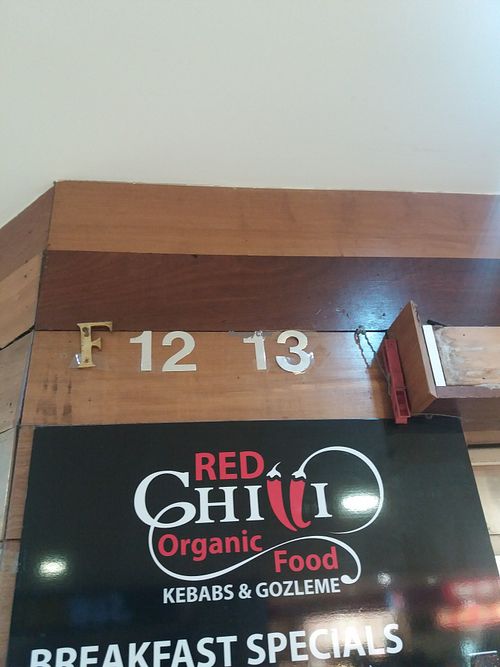 F 12 13
RED
CHILLI
Organic
Food
KEBABS & GOZLEME
BREAKFAST SPECIALS